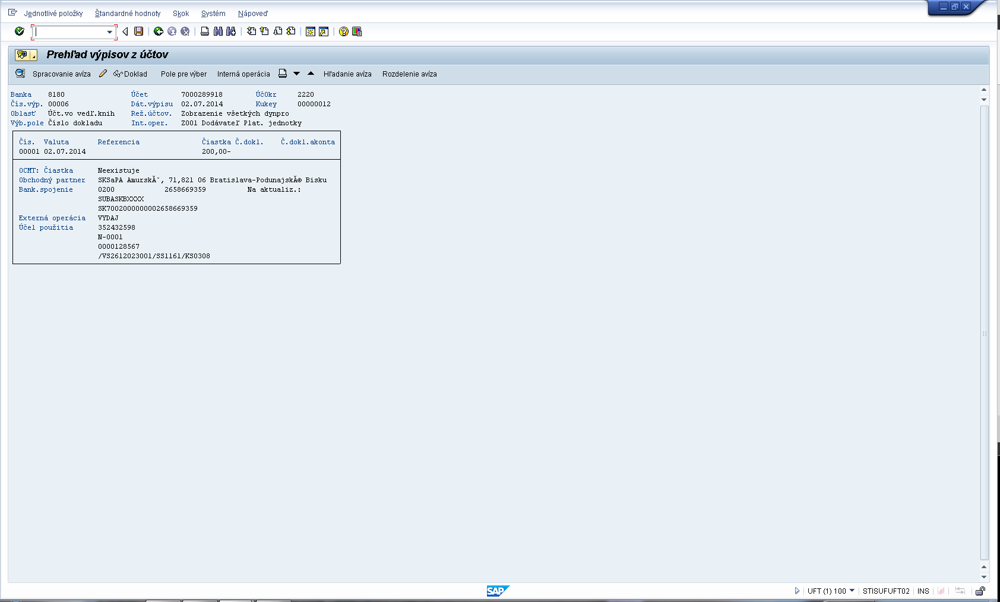 Jednotlivé položky Štandardné hodnoty Skok Systém Nápoveď
Prehľad výpisov z účtov
Spracovanie avíza Doklad Pole pre výber Interná operácia Hľadanie avíza Rozdelenie avíza
Banka 8180 Účet 7000289918 ÚčOkr 2220
Čís.výp. 00006 Dát.výpisu 02.07.2014 Kukey 00000012
Oblasť Účt.vo vedľ.kníh Rež.účtov. Zobrazenie všetkých dynpro
Výb.pole Číslo dokladu Int.oper. Z001 Dodávateľ Plat. jednotky
Čís. Valuta Referencia Čiastka Č.dokl. Č.dokl.akonta
00001 02.07.2014 200,00-
OCMT: Čiastka Neexistuje
Obchodný partner SKSaPA AmurskĂˇ, 71,821 06 Bratislava-PodunajskĂ© Bisku
Bank.spojenie 0200 2658669359 Na aktualiz.:
SUBASKBXXXX
SK7002000000002658669359
Externá operácia VYDAJ
Účel použitia 352432598
N-0001
0000128567
/VS2612023001/SS1161/KS0308
SAP UFT (1) 100 STISUFUFT02 INS